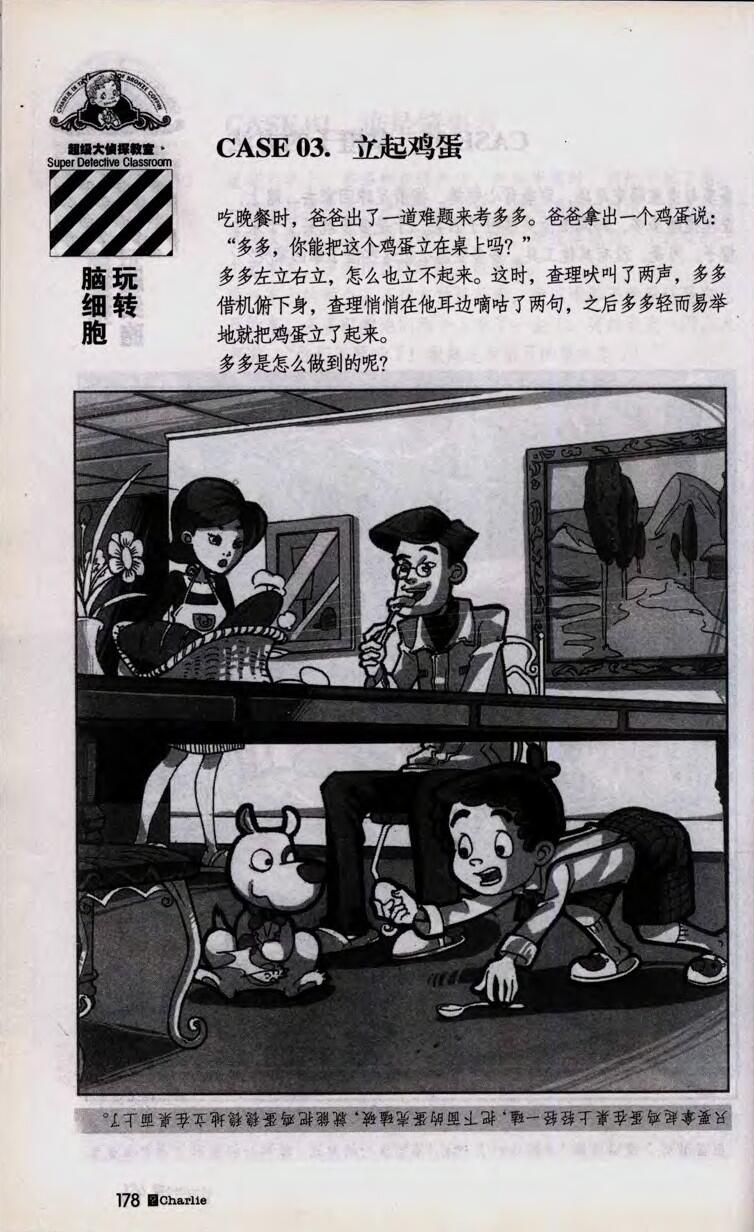 CHARLIE IN THE
OF BRONZE COFFIN
超级大侦探教室·
Super Detective Classroom
玩转
脑细胞
CASE 03. 立起鸡蛋
吃晚餐时，爸爸出了一道难题来考多多。爸爸拿出一个鸡蛋说：
“多多，你能把这个鸡蛋立在桌上吗？”
多多左立右立，怎么也立不起来。这时，查理吠叫了两声，多多
借机俯下身，查理悄悄在他耳边嘀咕了两句，之后多多轻而易举
地就把鸡蛋立了起来。
多多是怎么做到的呢？
只要拿起鸡蛋在桌上轻轻一磕，把下面的蛋壳磕破，就能把鸡蛋稳稳地立在桌面上了。
178 Charlie